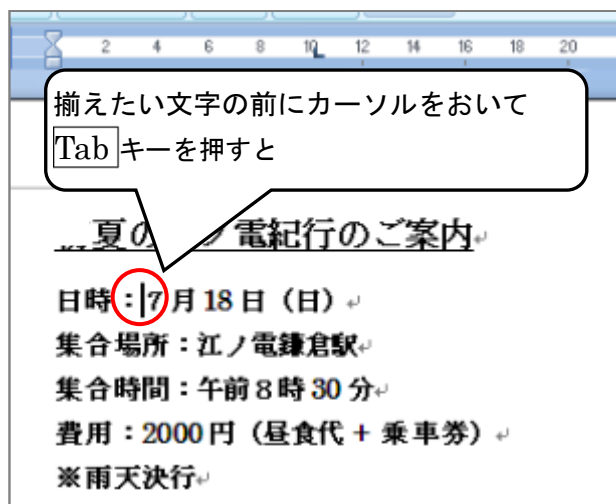 2 4 6 8 10 12 14 16 18 20
揃えたい文字の前にカーソルをおいて
Tab キーを押すと
夏の ノ電紀行のご案内
日時：7月18日（日）
集合場所：江ノ電鎌倉駅
集合時間：午前8時30分
費用：2000円（昼食代＋乗車券）
※雨天決行